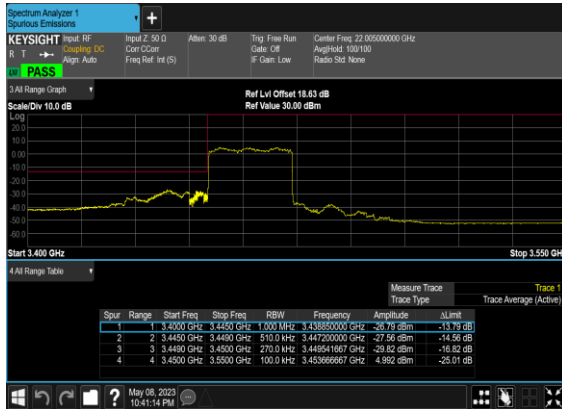 Spectrum Analyzer 1
Spurious Emissions
+
KEYSIGHT Input: RF Input Z: 50 Ω Atten: 30 dB Trig: Free Run Center Freq: 22.005000000 GHz
R T Coupling: DC Corr CCorr Gate: Off Avg|Hold: 100/100
Align: Auto Freq Ref: Int (S) IF Gain: Low Radio Std: None
PASS
3 All Range Graph
Ref Lvl Offset 18.63 dB
Scale/Div 10.0 dB Ref Value 30.00 dBm
Log
20.0
10.0
0.00
-10.0
-20.0
-30.0
-40.0
-50.0
-60.0
Start 3.400 GHz Stop 3.550 GHz
4 All Range Table
Measure Trace Trace 1
Trace Type Trace Average (Active)
Spur Range Start Freq Stop Freq RBW Frequency Amplitude ΔLimit
1 1 3.4000 GHz 3.4450 GHz 1.000 MHz 3.438850000 GHz -26.79 dBm -13.79 dB
2 2 3.4450 GHz 3.4490 GHz 510.0 kHz 3.447200000 GHz -27.56 dBm -14.56 dB
3 3 3.4490 GHz 3.4500 GHz 270.0 kHz 3.449541667 GHz -29.82 dBm -16.82 dB
4 4 3.4500 GHz 3.5500 GHz 100.0 kHz 3.453666667 GHz 4.992 dBm -25.01 dB
?
May 08, 2023
10:41:14 PM